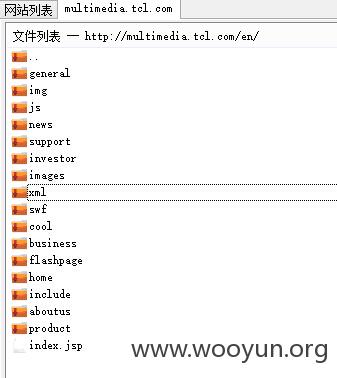 网站列表 multimedia.tcl.com
文件列表 — http://multimedia.tcl.com/en/
..
general
img
js
news
support
investor
images
xml
swf
cool
business
flashpage
home
include
aboutus
product
index.jsp
www.wooyun.org